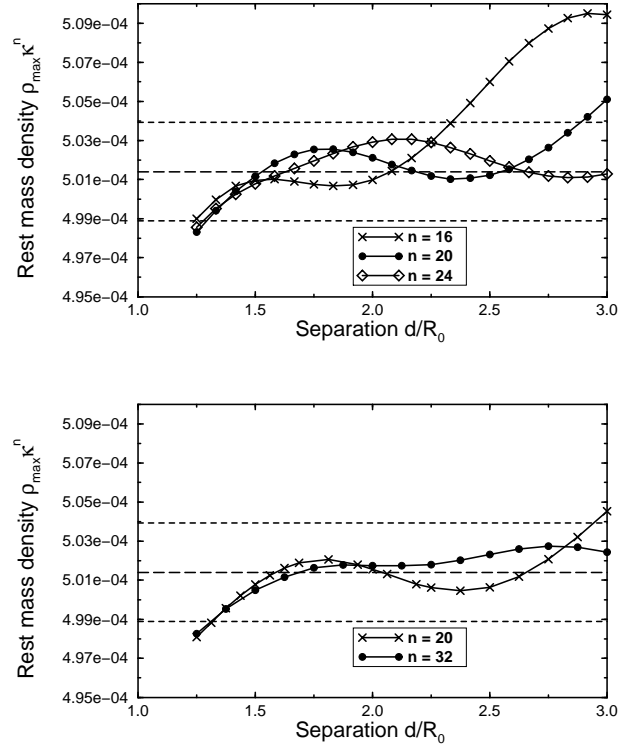 5.09e−04
5.07e−04
5.05e−04
5.03e−04
5.01e−04
4.99e−04
4.97e−04
4.95e−04
Rest mass density ρmaxκⁿ
n = 16
n = 20
n = 24
1.0 1.5 2.0 2.5 3.0
Separation d/R₀
5.09e−04
5.07e−04
5.05e−04
5.03e−04
5.01e−04
4.99e−04
4.97e−04
4.95e−04
Rest mass density ρmaxκⁿ
n = 20
n = 32
1.0 1.5 2.0 2.5 3.0
Separation d/R₀